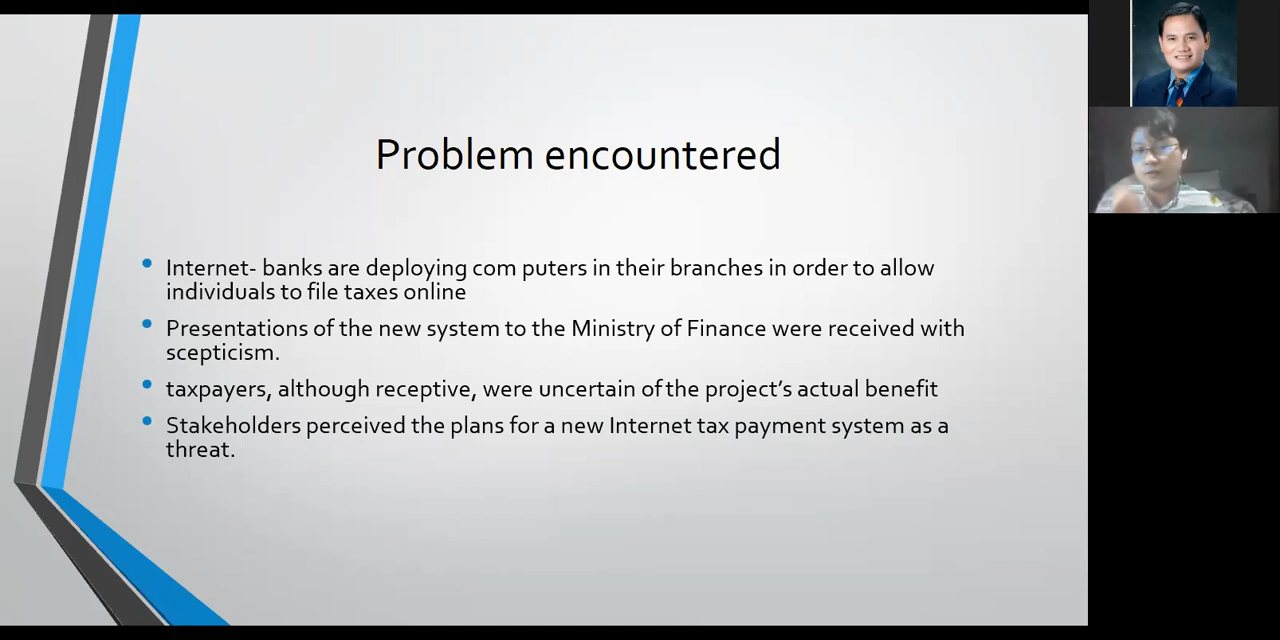 Problem encountered
Internet- banks are deploying com puters in their branches in order to allow
individuals to file taxes online
Presentations of the new system to the Ministry of Finance were received with
scepticism.
taxpayers, although receptive, were uncertain of the project’s actual benefit
Stakeholders perceived the plans for a new Internet tax payment system as a
threat.